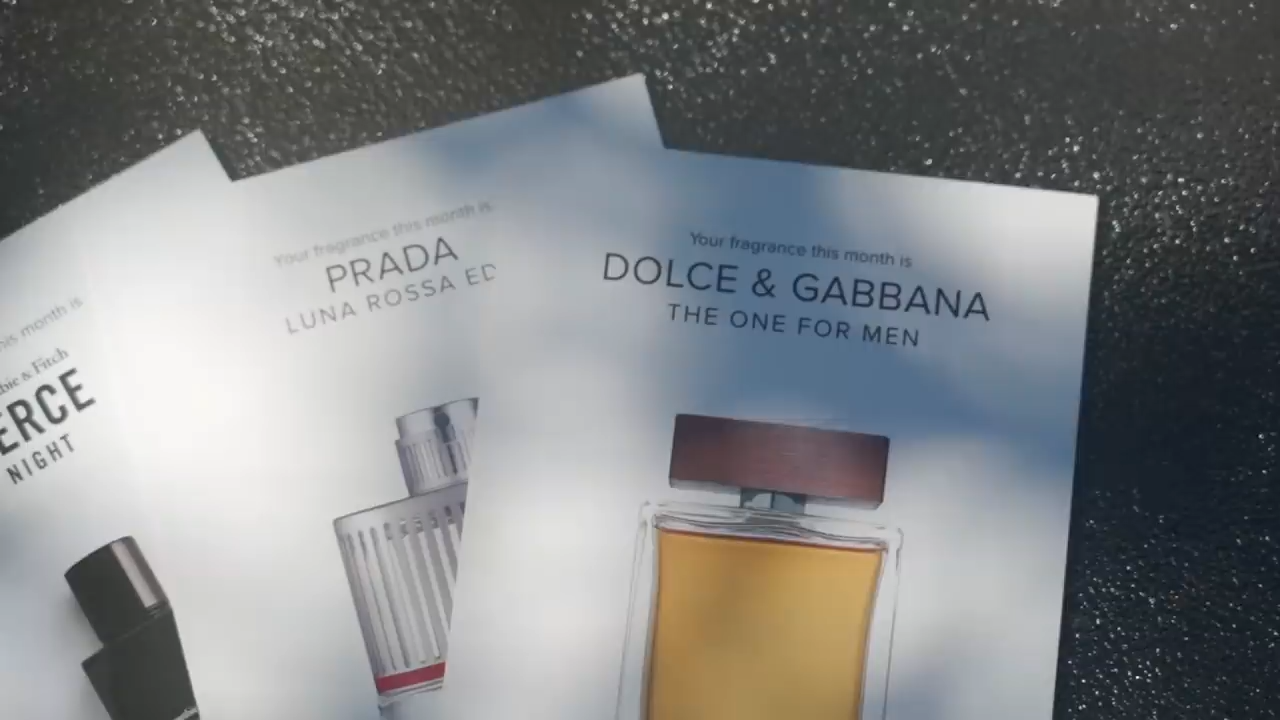 this month is
bie & Fitch
ERCE
NIGHT
Your fragrance this month is
PRADA
LUNA ROSSA ED
Your fragrance this month is
DOLCE & GABBANA
THE ONE FOR MEN